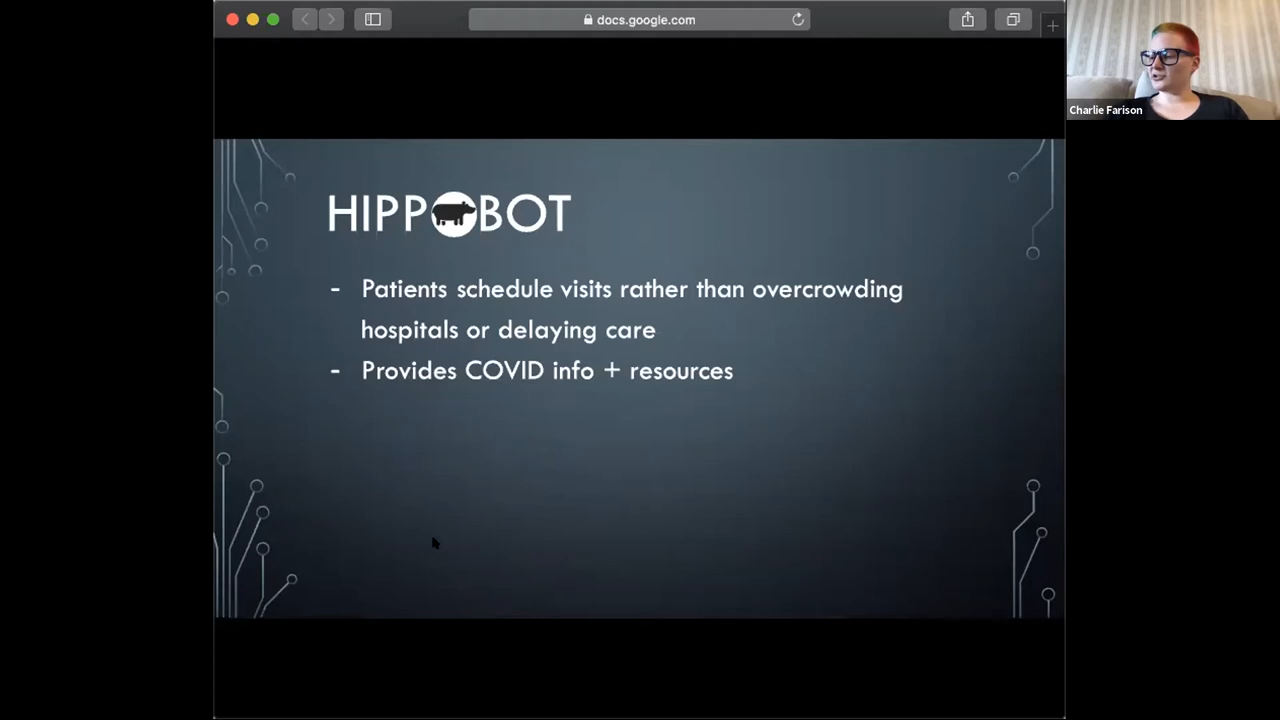 docs.google.com
Charlie Farison
HIPPOBOT
- Patients schedule visits rather than overcrowding
hospitals or delaying care
- Provides COVID info + resources